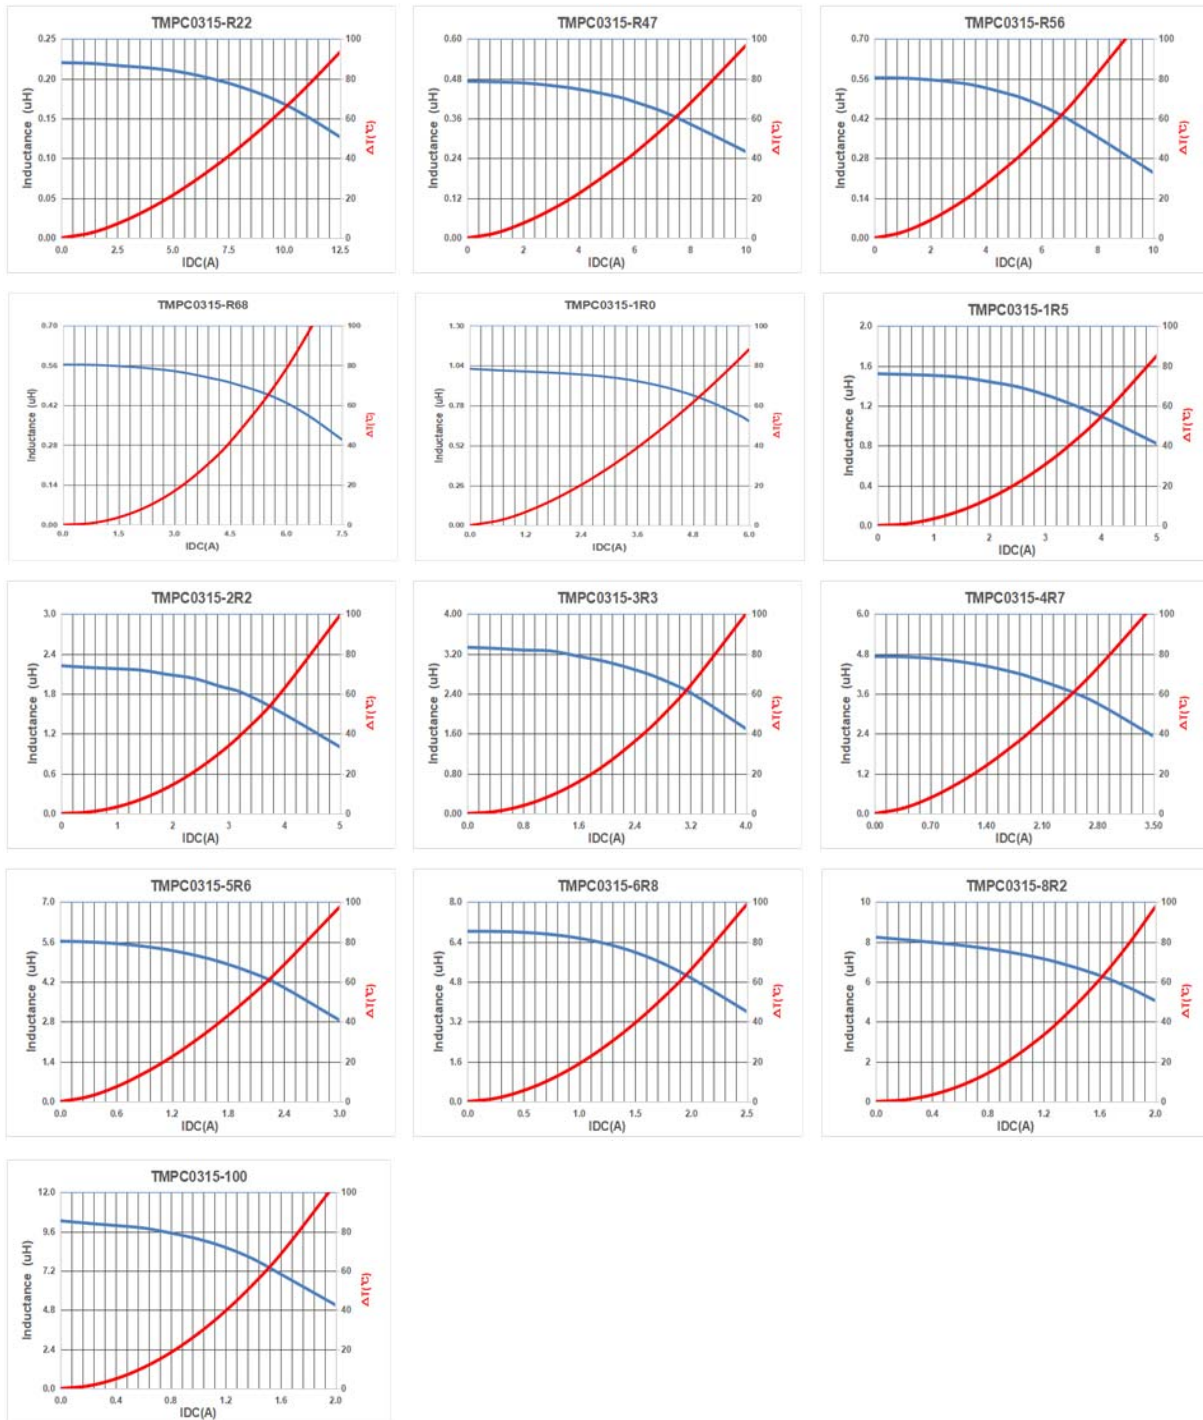 TMPC0315-R22
Inductance (uH)
0.25
0.20
0.15
0.10
0.05
0.00
100
80
60
40
20
0
△T(℃)
0.0 2.5 5.0 7.5 10.0 12.5
IDC(A)
TMPC0315-R47
Inductance (uH)
0.60
0.48
0.36
0.24
0.12
0.00
100
80
60
40
20
0
△T(℃)
0 2 4 6 8 10
IDC(A)
TMPC0315-R56
Inductance (uH)
0.70
0.56
0.42
0.28
0.14
0.00
100
80
60
40
20
0
△T(℃)
0 2 4 6 8 10
IDC(A)
TMPC0315-R68
Inductance (uH)
0.70
0.56
0.42
0.28
0.14
0.00
100
80
60
40
20
0
△T(℃)
0.0 1.5 3.0 4.5 6.0 7.5
IDC(A)
TMPC0315-1R0
Inductance (uH)
1.30
1.04
0.78
0.52
0.26
0.00
100
80
60
40
20
0
△T(℃)
0.0 1.2 2.4 3.6 4.8 6.0
IDC(A)
TMPC0315-1R5
Inductance (uH)
2.0
1.6
1.2
0.8
0.4
0.0
100
80
60
40
20
0
△T(℃)
0 1 2 3 4 5
IDC(A)
TMPC0315-2R2
Inductance (uH)
3.0
2.4
1.8
1.2
0.6
0.0
100
80
60
40
20
0
△T(℃)
0 1 2 3 4 5
IDC(A)
TMPC0315-3R3
Inductance (uH)
4.00
3.20
2.40
1.60
0.80
0.00
100
80
60
40
20
0
△T(℃)
0.0 0.8 1.6 2.4 3.2 4.0
IDC(A)
TMPC0315-4R7
Inductance (uH)
6.0
4.8
3.6
2.4
1.2
0.0
100
80
60
40
20
0
△T(℃)
0.00 0.70 1.40 2.10 2.80 3.50
IDC(A)
TMPC0315-5R6
Inductance (uH)
7.0
5.6
4.2
2.8
1.4
0.0
100
80
60
40
20
0
△T(℃)
0.0 0.6 1.2 1.8 2.4 3.0
IDC(A)
TMPC0315-6R8
Inductance (uH)
8.0
6.4
4.8
3.2
1.6
0.0
100
80
60
40
20
0
△T(℃)
0.0 0.5 1.0 1.5 2.0 2.5
IDC(A)
TMPC0315-8R2
Inductance (uH)
10
8
6
4
2
0
100
80
60
40
20
0
△T(℃)
0.0 0.4 0.8 1.2 1.6 2.0
IDC(A)
TMPC0315-100
Inductance (uH)
12.0
9.6
7.2
4.8
2.4
0.0
100
80
60
40
20
0
△T(℃)
0.0 0.4 0.8 1.2 1.6 2.0
IDC(A)